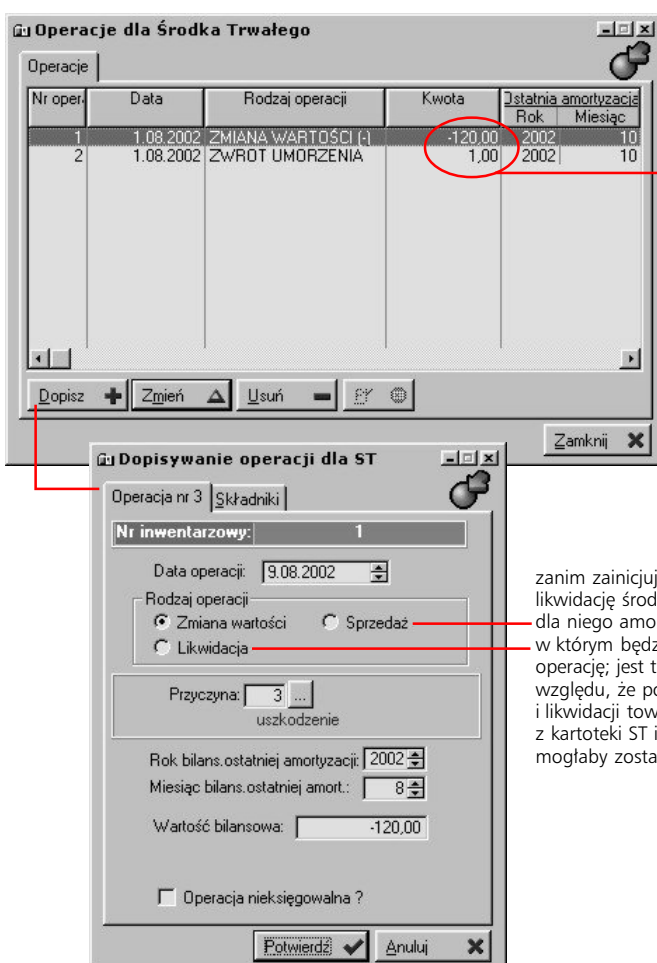 Operacje dla Środka Trwałego
Operacje
Nr oper. Data Rodzaj operacji Kwota Ostatnia amortyzacja
Rok Miesiąc
1 1.08.2002 ZMIANA WARTOŚCI (-) -120,00 2002 10
2 1.08.2002 ZWROT UMORZENIA 1,00 2002 10
Dopisz Zmień Usuń
Zamknij
Dopisywanie operacji dla ST
Operacja nr 3 Składniki
Nr inwentarzowy: 1
Data operacji: 9.08.2002
Rodzaj operacji
Zmiana wartości Sprzedaż
Likwidacja
Przyczyna: 3 ...
uszkodzenie
Rok bilans.ostatniej amortyzacji: 2002
Miesiąc bilans.ostatniej amort.: 8
Wartość bilansowa: -120,00
Operacja nieksięgowalna ?
Potwierdź Anuluj
zanim zainicjuj
likwidację środ
dla niego amo
w którym będz
operację; jest t
względu, że po
i likwidacji tow
z kartoteki ST i
mogłaby zosta